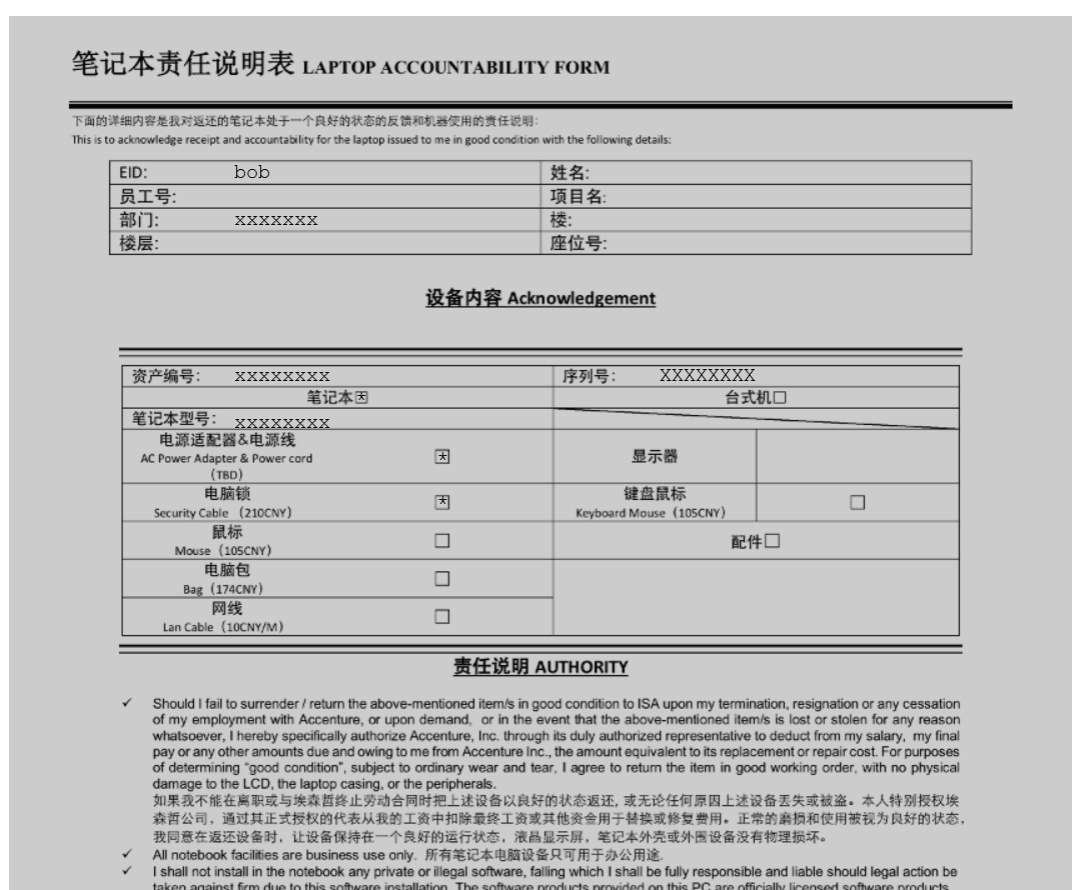 笔记本责任说明表 LAPTOP ACCOUNTABILITY FORM
下面的详细内容是我对返还的笔记本处于一个良好的状态的反馈和机器使用的责任说明:
This is to acknowledge receipt and accountability for the laptop issued to me in good condition with the following details:
EID: bob 姓名:
员工号: 项目名:
部门: xxxxxxx 楼:
楼层: 座位号:
设备内容 Acknowledgement
资产编号: xxxxxxxx 序列号: XXXXXXXX
笔记本 台式机□
笔记本型号: xxxxxxxx
电源适配器&电源线
AC Power Adapter & Power cord
(TBD)
显示器
电脑锁
Security Cable (210CNY)
键盘鼠标
Keyboard Mouse (105CNY) □
鼠标
Mouse (105CNY) □
配件□
电脑包
Bag (174CNY) □
网线
Lan Cable (10CNY/M) □
责任说明 AUTHORITY
✓ Should I fail to surrender / return the above-mentioned item/s in good condition to ISA upon my termination, resignation or any cessation
of my employment with Accenture, or upon demand, or in the event that the above-mentioned item/s is lost or stolen for any reason
whatsoever, I hereby specifically authorize Accenture, Inc. through its duly authorized representative to deduct from my salary, my final
pay or any other amounts due and owing to me from Accenture Inc., the amount equivalent to its replacement or repair cost. For purposes
of determining "good condition", subject to ordinary wear and tear, I agree to return the item in good working order, with no physical
damage to the LCD, the laptop casing, or the peripherals.
如果我不能在离职或与埃森哲终止劳动合同时把上述设备以良好的状态返还, 或无论任何原因上述设备丢失或被盗。本人特别授权埃
森哲公司, 通过其正式授权的代表从我的工资中扣除最终工资或其他资金用于替换或修复费用。正常的磨损和使用被视为良好的状态,
我同意在返还设备时, 让设备保持在一个良好的运行状态, 液晶显示屏, 笔记本外壳或外围设备没有物理损坏。
✓ All notebook facilities are business use only. 所有笔记本电脑设备只可用于办公用途.
✓ I shall not install in the notebook any private or illegal software, falling which I shall be fully responsible and liable should legal action be
taken against firm due to this software installation. The software products provided on this PC are officially licensed software products